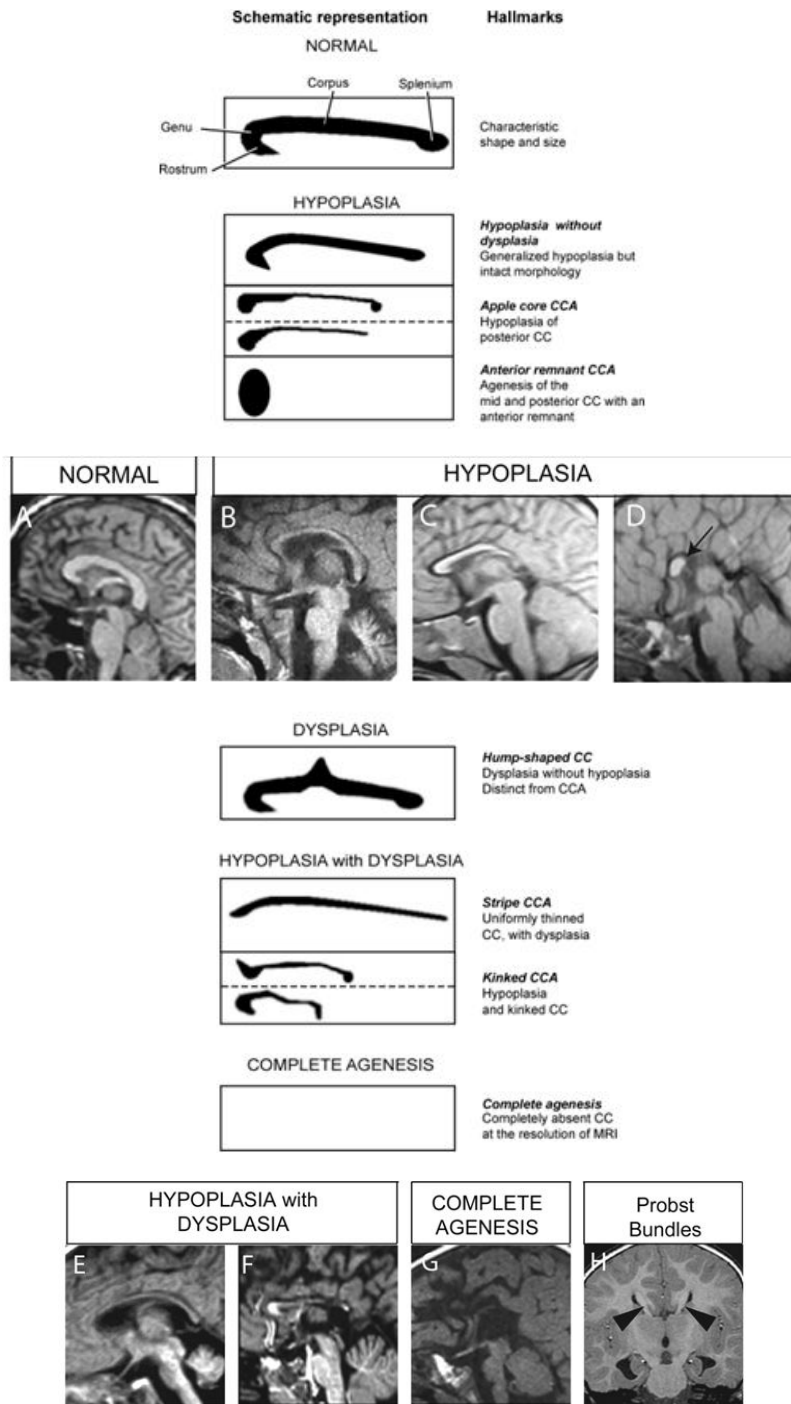 Schematic representation Hallmarks
NORMAL
Corpus Splenium
Genu
Rostrum
Characteristic
shape and size
HYPOPLASIA
Hypoplasia without
dysplasia
Generalized hypoplasia but
intact morphology
Apple core CCA
Hypoplasia of
posterior CC
Anterior remnant CCA
Agenesis of the
mid and posterior CC with an
anterior remnant
NORMAL HYPOPLASIA
A B C D
DYSPLASIA
Hump-shaped CC
Dysplasia without hypoplasia
Distinct from CCA
HYPOPLASIA with DYSPLASIA
Stripe CCA
Uniformly thinned
CC, with dysplasia
Kinked CCA
Hypoplasia
and kinked CC
COMPLETE AGENESIS
Complete agenesis
Completely absent CC
at the resolution of MRI
HYPOPLASIA with
DYSPLASIA
COMPLETE
AGENESIS
Probst
Bundles
E F G H